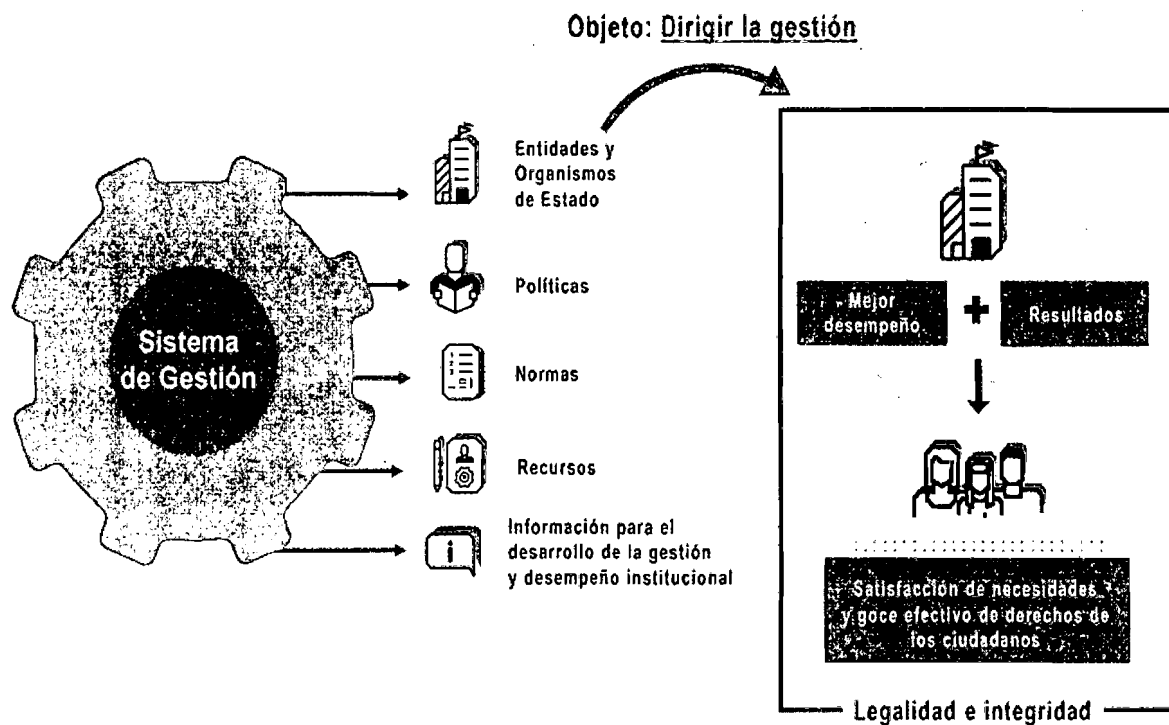 Objeto: Dirigir la gestión
Sistema
de Gestión
Entidades y
Organismos
de Estado
Políticas
Normas
Recursos
Información para el
desarrollo de la gestión
y desempeño institucional
i
Mejor
desempeño
+
Resultados
Satisfacción de necesidades
y goce efectivo de derechos de
los ciudadanos
Legalidad e integridad